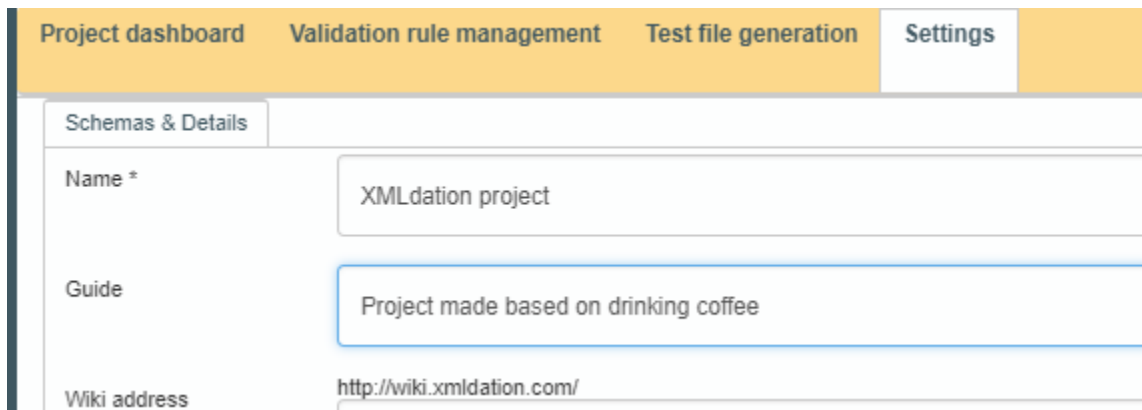 Project dashboard Validation rule management Test file generation Settings
Schemas & Details
Name *
XMLdation project
Guide
Project made based on drinking coffee
Wiki address
http://wiki.xmldation.com/